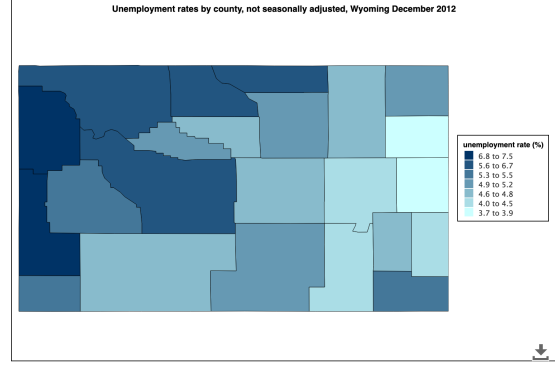 Unemployment rates by county, not seasonally adjusted, Wyoming December 2012
unemployment rate (%)
6.8 to 7.5
5.6 to 6.7
5.3 to 5.5
4.9 to 5.2
4.6 to 4.8
4.0 to 4.5
3.7 to 3.9